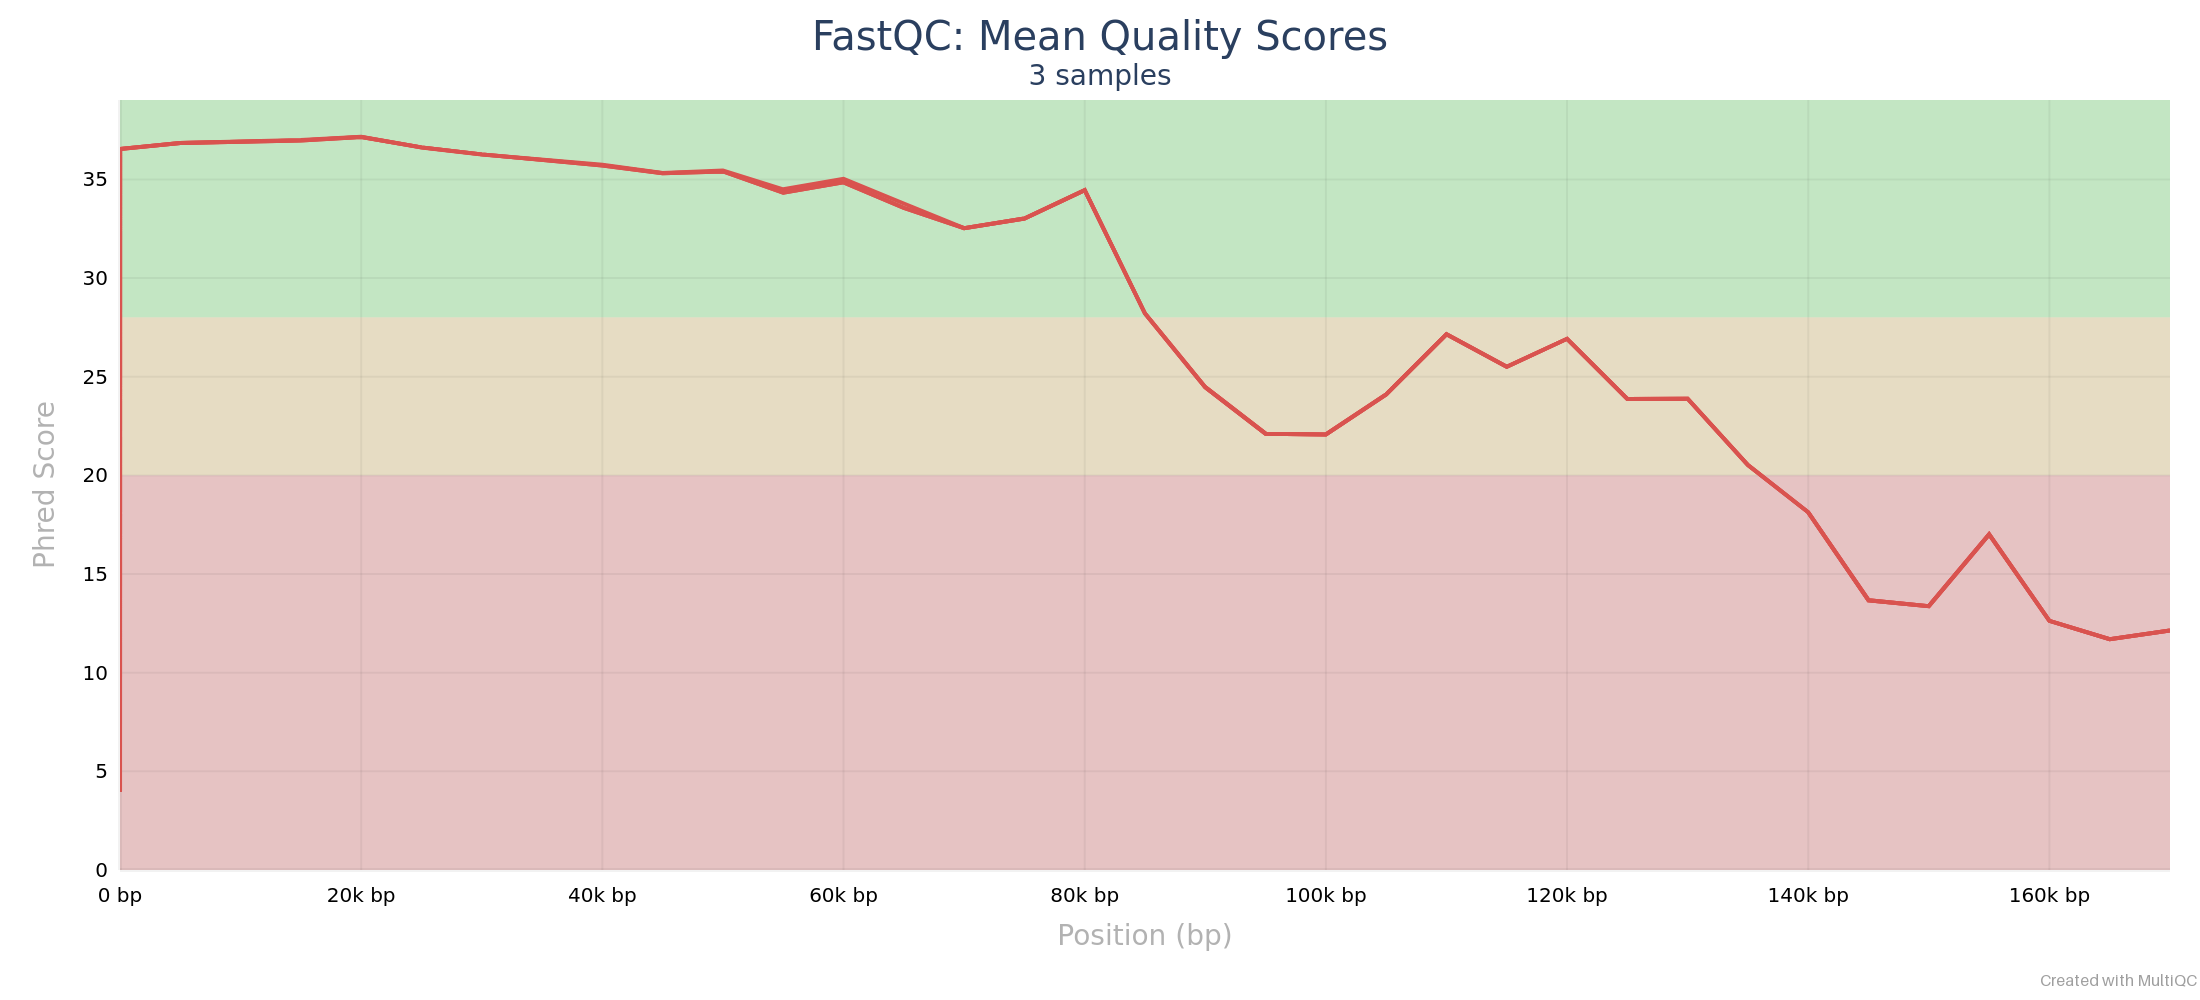 FastQC: Mean Quality Scores
3 samples
Phred Score
35
30
25
20
15
10
5
0
0 bp
20k bp
40k bp
60k bp
80k bp
100k bp
120k bp
140k bp
160k bp
Position (bp)
Created with MultiQC